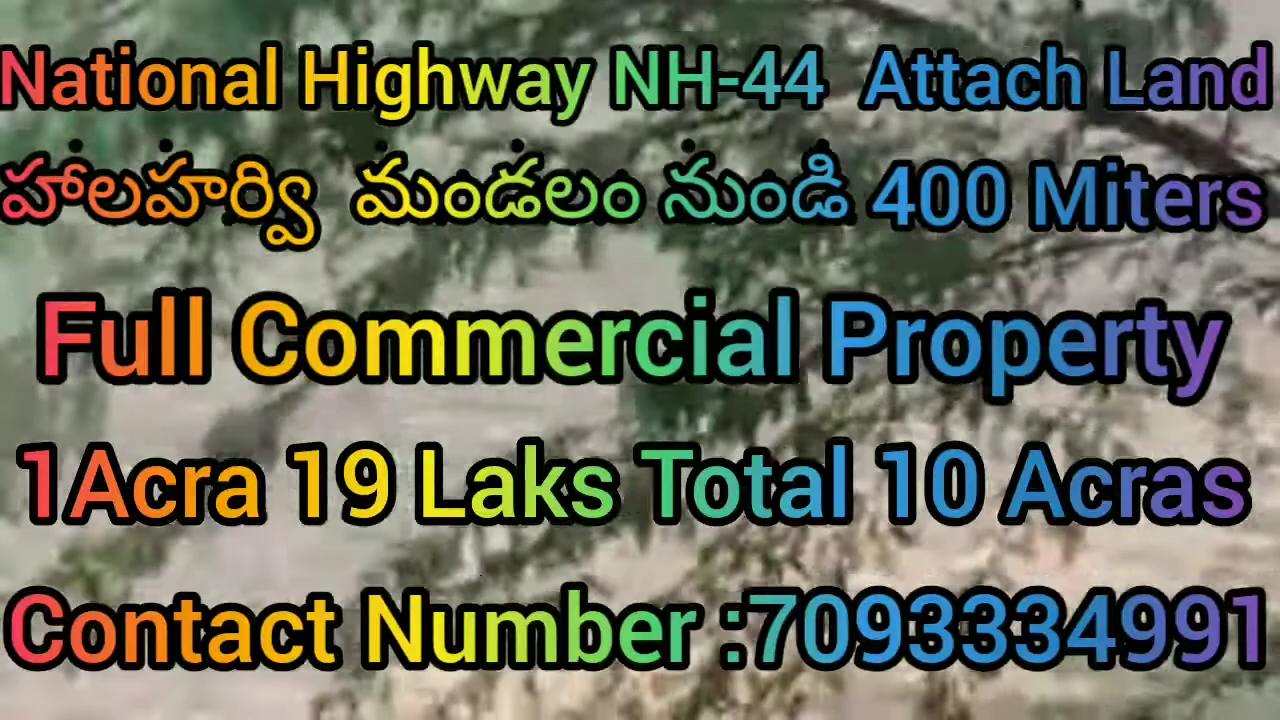 National Highway NH-44 Attach Land
హాలహర్వి మండలం నుండి 400 Miters
Full Commercial Property
1Acra 19 Laks Total 10 Acras
Contact Number :7093334991